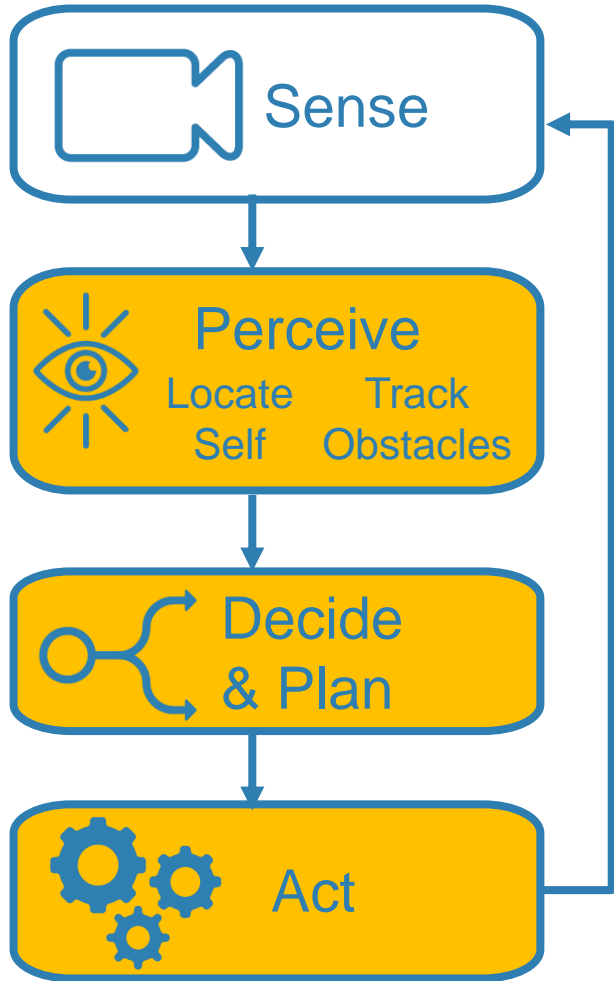 Sense
Perceive
Locate Self
Track Obstacles
Decide
& Plan
Act